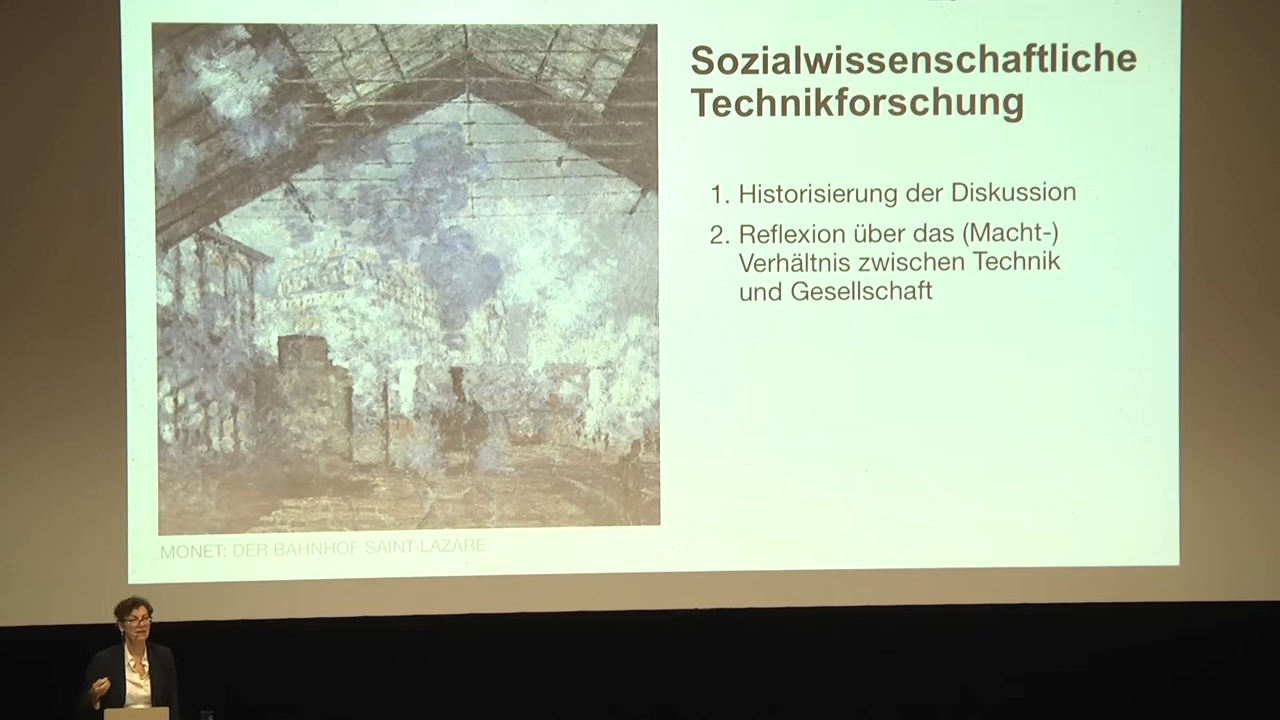 Sozialwissenschaftliche
Technikforschung
1. Historisierung der Diskussion
2. Reflexion über das (Macht-)
Verhältnis zwischen Technik
und Gesellschaft
MONET: DER BAHNHOF SAINT-LAZARE